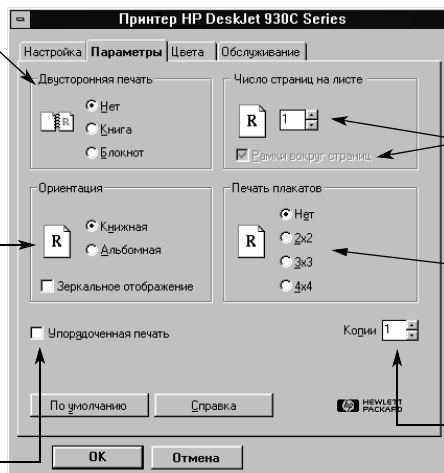 Принтер HP DeskJet 930C Series
Настройка Параметры Цвета Обслуживание
Двусторонняя печать
Нет
Книга
Блокнот
R
Число страниц на листе
R 1
Рамки вокруг страниц
Ориентация
R
Книжная
Альбомная
Зеркальное отображение
Печать плакатов
R
Нет
2x2
3x3
4x4
Упорядоченная печать
Копии 1
По умолчанию Справка
hp HEWLETT PACKARD
OK Отмена